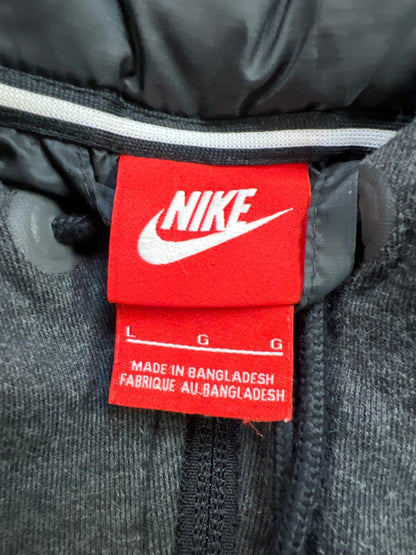 NIKE
L G G
MADE IN BANGLADESH
FABRIQUE AU BANGLADESH